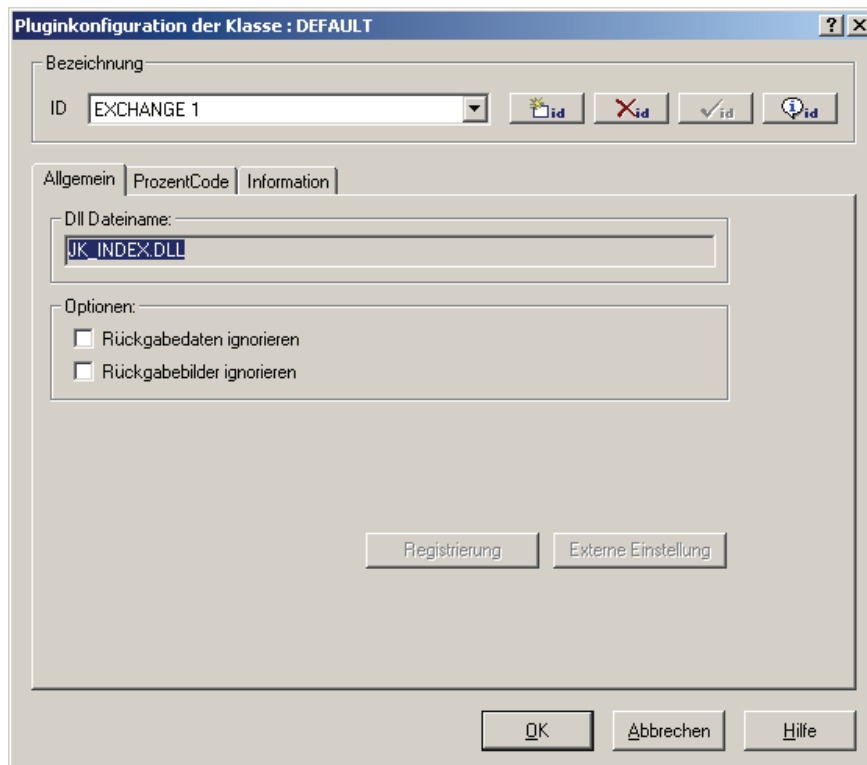 Pluginkonfiguration der Klasse : DEFAULT
Bezeichnung
ID EXCHANGE 1 id id id id
Allgemein ProzentCode Information
Dll Dateiname:
JK_INDEX.DLL
Optionen:
Rückgabedaten ignorieren
Rückgabebilder ignorieren
Registrierung Externe Einstellung
OK Abbrechen Hilfe